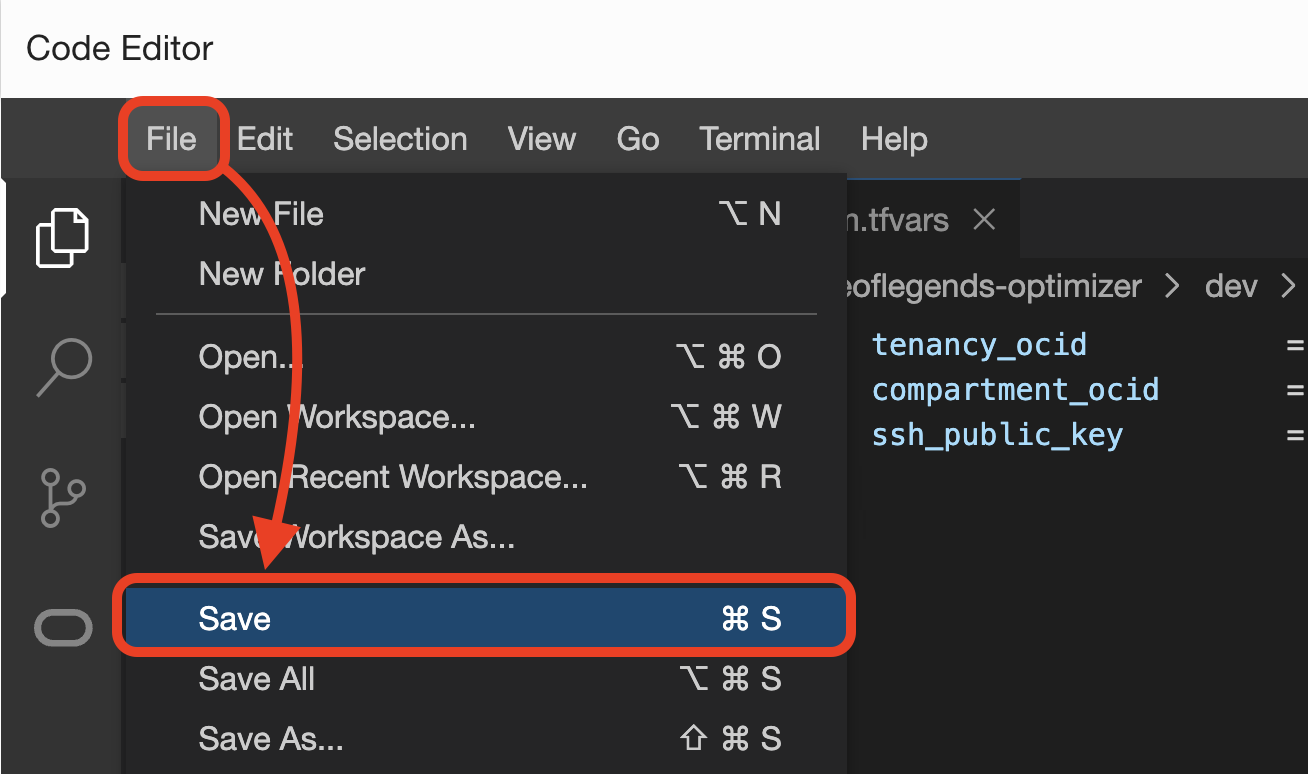 Code Editor
File Edit Selection View Go Terminal Help
New File ⌥ N
New Folder
Open... ⌥ ⌘ O
Open Workspace... ⌥ ⌘ W
Open Recent Workspace... ⌥ ⌘ R
Save Workspace As...
Save ⌘ S
Save All ⌥ ⌘ S
Save As... ⇧ ⌘ S
.tfvars ×
eoflegends-optimizer > dev >
tenancy_ocid =
compartment_ocid =
ssh_public_key =